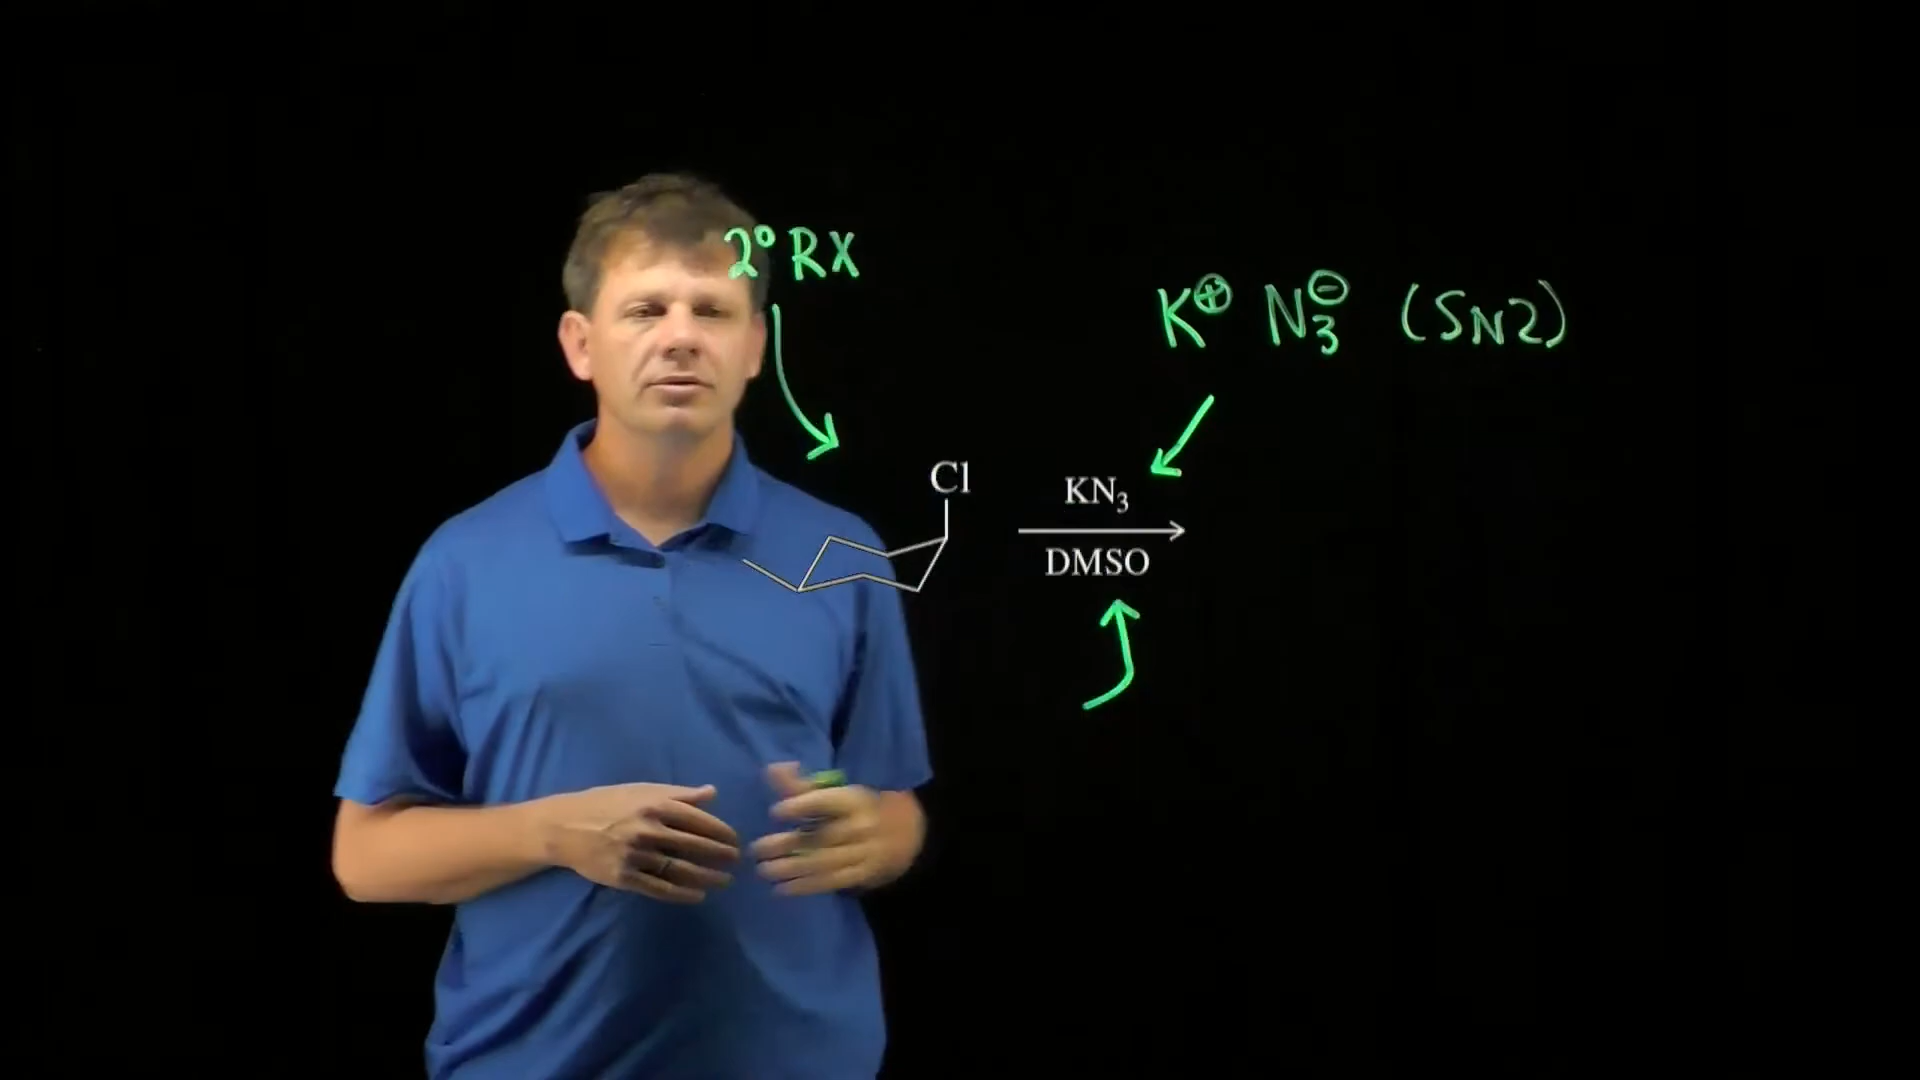 2° RX
K⊕ N₃⊖ (SN2)
Cl
KN₃
DMSO